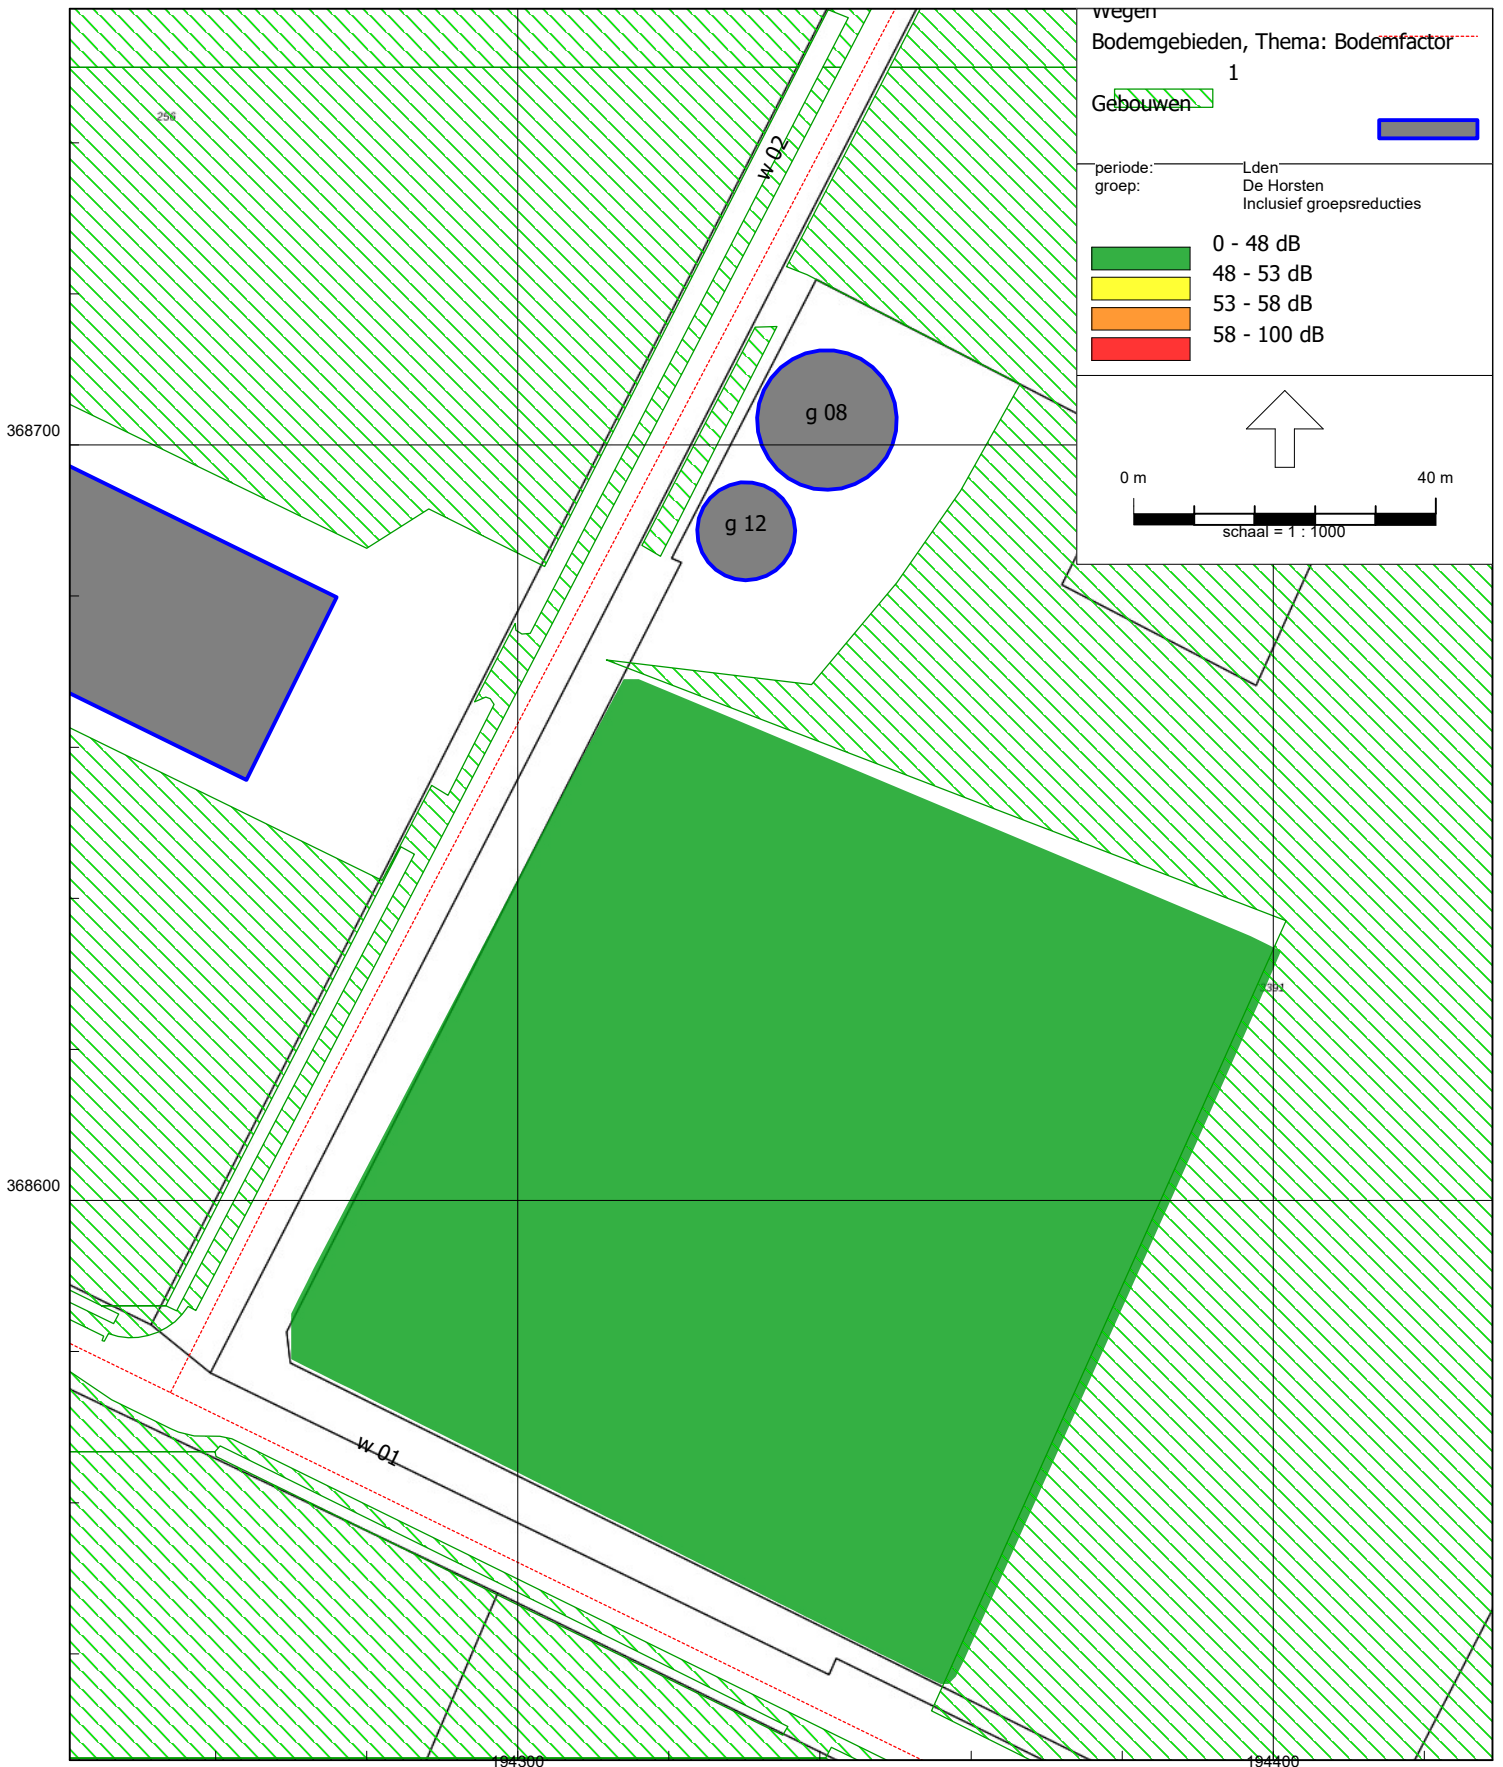 Wegen
Bodemgebieden, Thema: Bodemfactor
1
Gebouwen
periode: Lden
groep: De Horsten
Inclusief groepsreducties
0 - 48 dB
48 - 53 dB
53 - 58 dB
58 - 100 dB
0 m 40 m
schaal = 1 : 1000
256
w 02
368700
g 08
g 12
368600
w 01
194300 194400